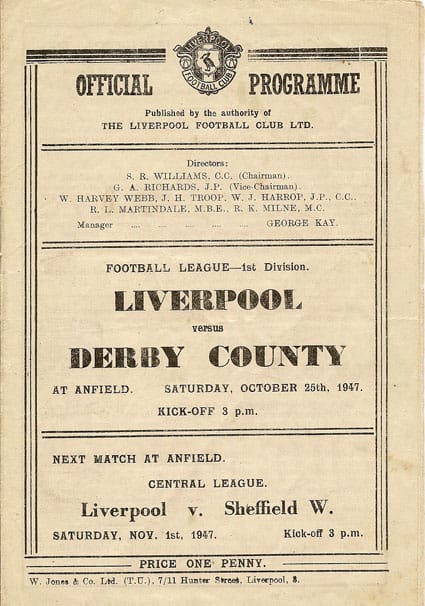 LIVERPOOL
FOOTBALL CLUB
OFFICIAL PROGRAMME
Published by the authority of
THE LIVERPOOL FOOTBALL CLUB LTD.
Directors:
S. R. WILLIAMS, C.C. (Chairman).
G. A. RICHARDS, J.P. (Vice-Chairman).
W. HARVEY WEBB, J. H. TROOP, W. J. HARROP, J.P., C.C.,
R. L. MARTINDALE, M.B.E., R. K. MILNE, M.C.
Manager .... .... .... .... .... GEORGE KAY.
FOOTBALL LEAGUE—1st Division.
LIVERPOOL
versus
DERBY COUNTY
AT ANFIELD. SATURDAY, OCTOBER 25th, 1947.
KICK-OFF 3 p.m.
NEXT MATCH AT ANFIELD.
CENTRAL LEAGUE.
Liverpool v. Sheffield W.
SATURDAY, NOV. 1st, 1947. Kick-off 3 p.m.
PRICE ONE PENNY.
W. Jones & Co. Ltd. (T.U.), 7/11 Hunter Street, Liverpool, 3.